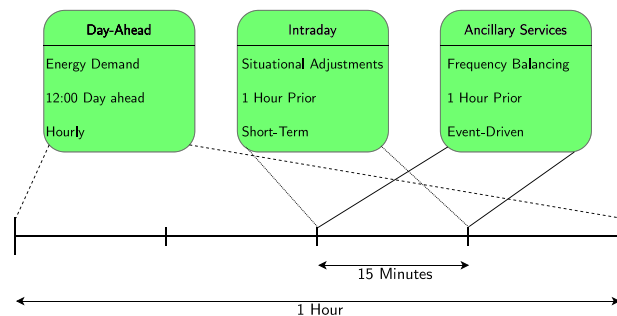 Day-Ahead
Energy Demand
12:00 Day ahead
Hourly
Intraday
Situational Adjustments
1 Hour Prior
Short-Term
Ancillary Services
Frequency Balancing
1 Hour Prior
Event-Driven
15 Minutes
1 Hour